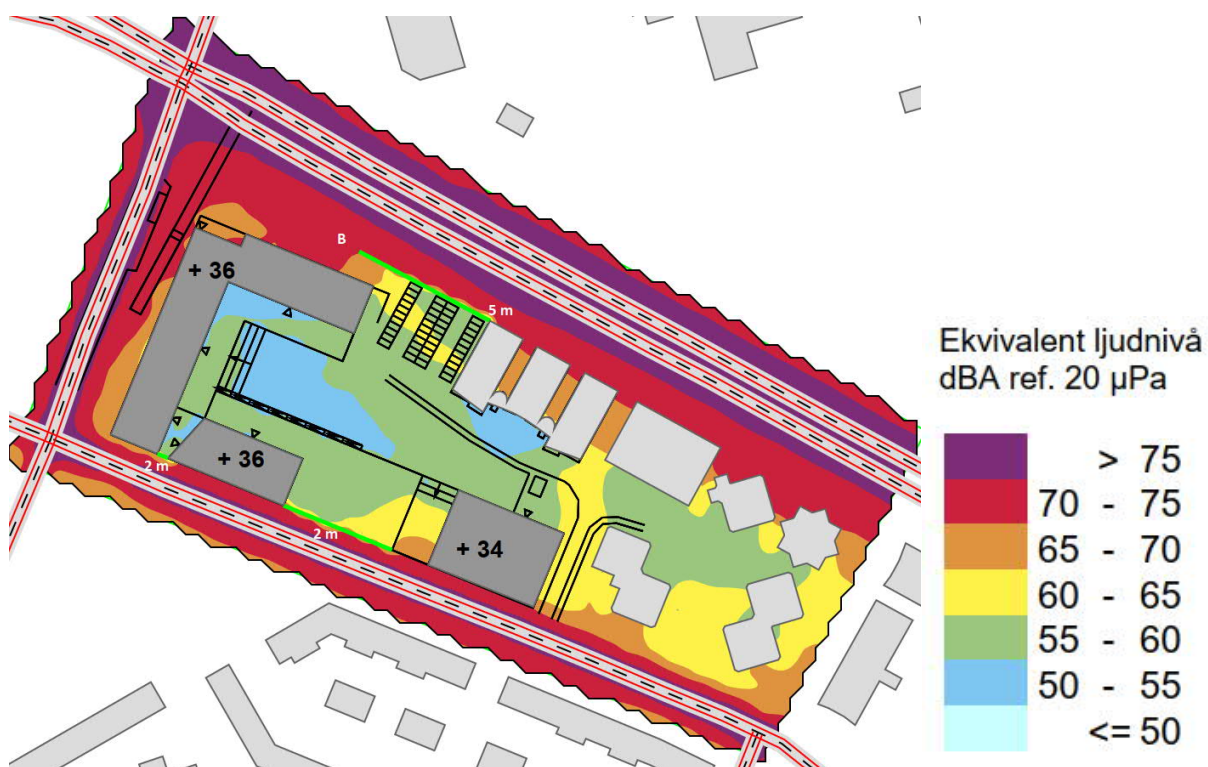 + 36
B
5 m
+ 36
2 m
2 m
+ 34
Ekvivalent ljudnivå
dBA ref. 20 µPa
> 75
70 - 75
65 - 70
60 - 65
55 - 60
50 - 55
<= 50